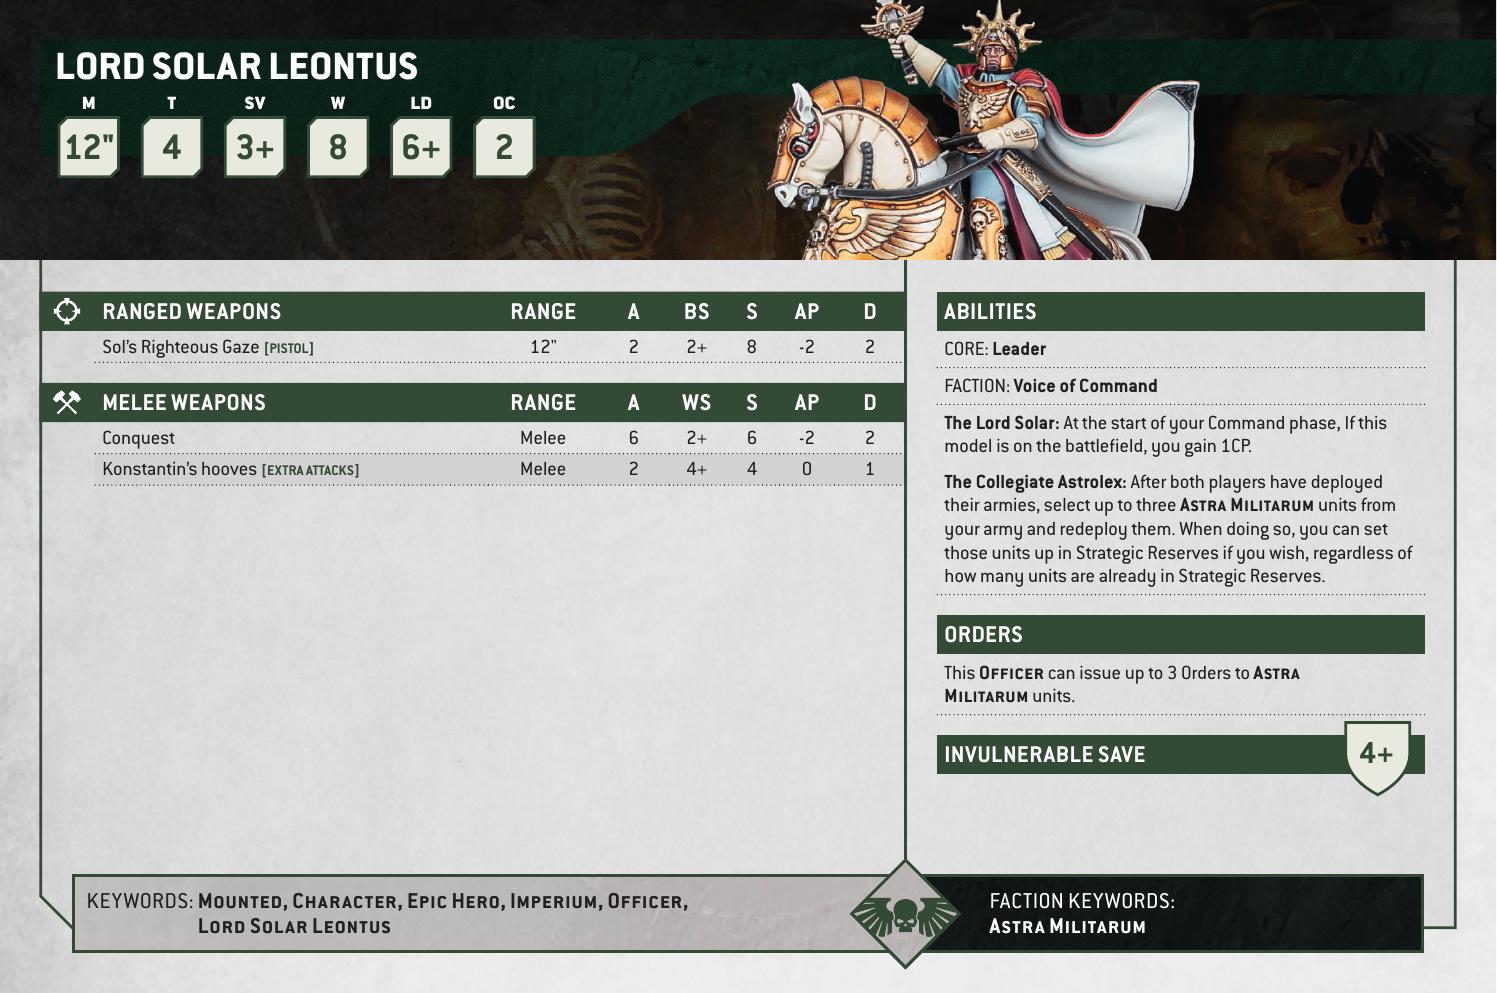 LORD SOLAR LEONTUS
M T SV W LD OC
12" 4 3+ 8 6+ 2
RANGED WEAPONS RANGE A BS S AP D
Sol's Righteous Gaze [PISTOL] 12" 2 2+ 8 -2 2
MELEE WEAPONS RANGE A WS S AP D
Conquest Melee 6 2+ 6 -2 2
Konstantin's hooves [EXTRA ATTACKS] Melee 2 4+ 4 0 1
ABILITIES
CORE: Leader
FACTION: Voice of Command
The Lord Solar: At the start of your Command phase, If this
model is on the battlefield, you gain 1CP.
The Collegiate Astrolex: After both players have deployed
their armies, select up to three ASTRA MILITARUM units from
your army and redeploy them. When doing so, you can set
those units up in Strategic Reserves if you wish, regardless of
how many units are already in Strategic Reserves.
ORDERS
This OFFICER can issue up to 3 Orders to ASTRA
MILITARUM units.
INVULNERABLE SAVE 4+
KEYWORDS: MOUNTED, CHARACTER, EPIC HERO, IMPERIUM, OFFICER,
LORD SOLAR LEONTUS
FACTION KEYWORDS:
ASTRA MILITARUM